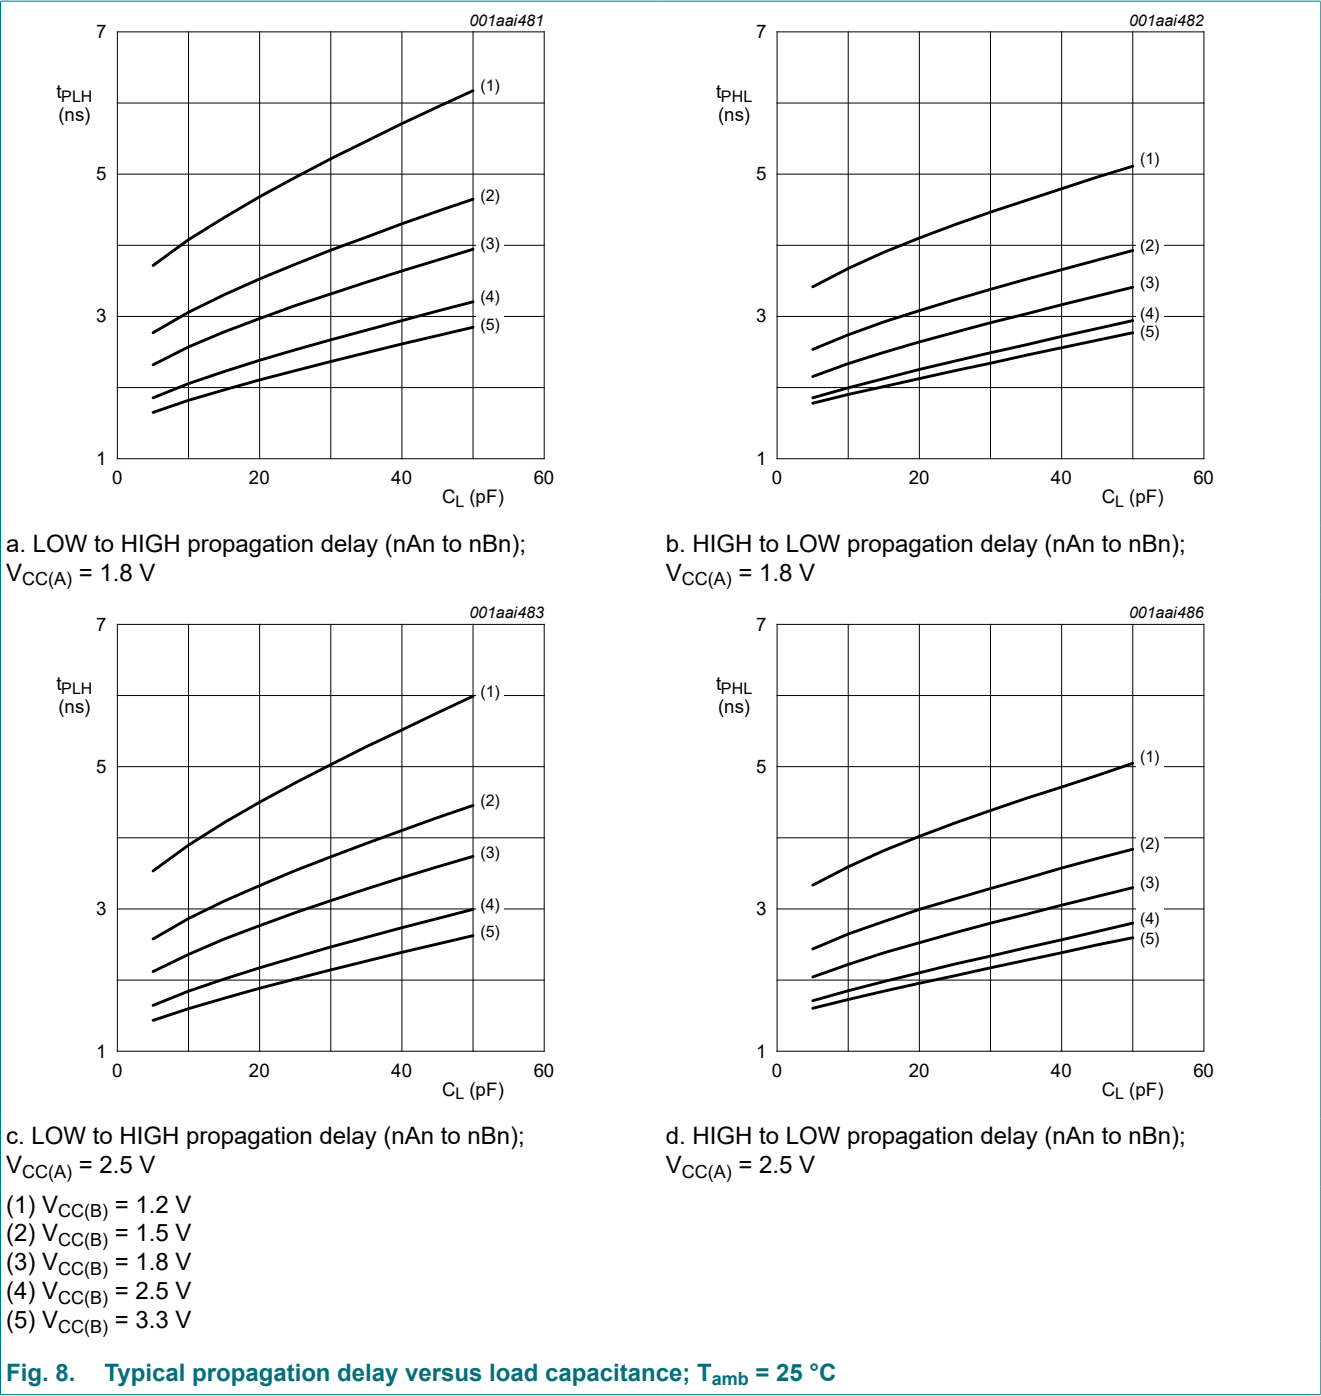 001aai481
7
tPLH
(ns)
5
3
1
0 20 40 60
CL (pF)
(1)
(2)
(3)
(4)
(5)
a. LOW to HIGH propagation delay (nAn to nBn);
VCC(A) = 1.8 V
001aai482
7
tPHL
(ns)
5
3
1
0 20 40 60
CL (pF)
(1)
(2)
(3)
(4)
(5)
b. HIGH to LOW propagation delay (nAn to nBn);
VCC(A) = 1.8 V
001aai483
7
tPLH
(ns)
5
3
1
0 20 40 60
CL (pF)
(1)
(2)
(3)
(4)
(5)
c. LOW to HIGH propagation delay (nAn to nBn);
VCC(A) = 2.5 V
001aai486
7
tPHL
(ns)
5
3
1
0 20 40 60
CL (pF)
(1)
(2)
(3)
(4)
(5)
d. HIGH to LOW propagation delay (nAn to nBn);
VCC(A) = 2.5 V
(1) VCC(B) = 1.2 V
(2) VCC(B) = 1.5 V
(3) VCC(B) = 1.8 V
(4) VCC(B) = 2.5 V
(5) VCC(B) = 3.3 V
Fig. 8. Typical propagation delay versus load capacitance; Tamb = 25 °C